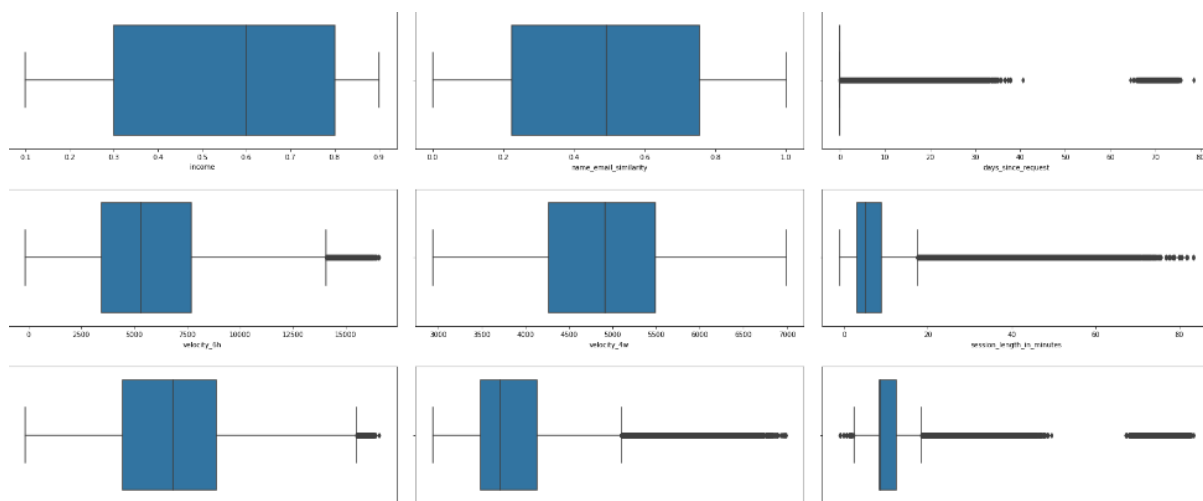 0.1 0.2 0.3 0.4 0.5 0.6 0.7 0.8 0.9
income
0.0 0.2 0.4 0.6 0.8 1.0
name_email_similarity
0 10 20 30 40 50 60 70 80
days_since_request
0 2500 5000 7500 10000 12500 15000
velocity_6h
3000 3500 4000 4500 5000 5500 6000 6500 7000
velocity_4w
0 20 40 60 80
session_length_in_minutes